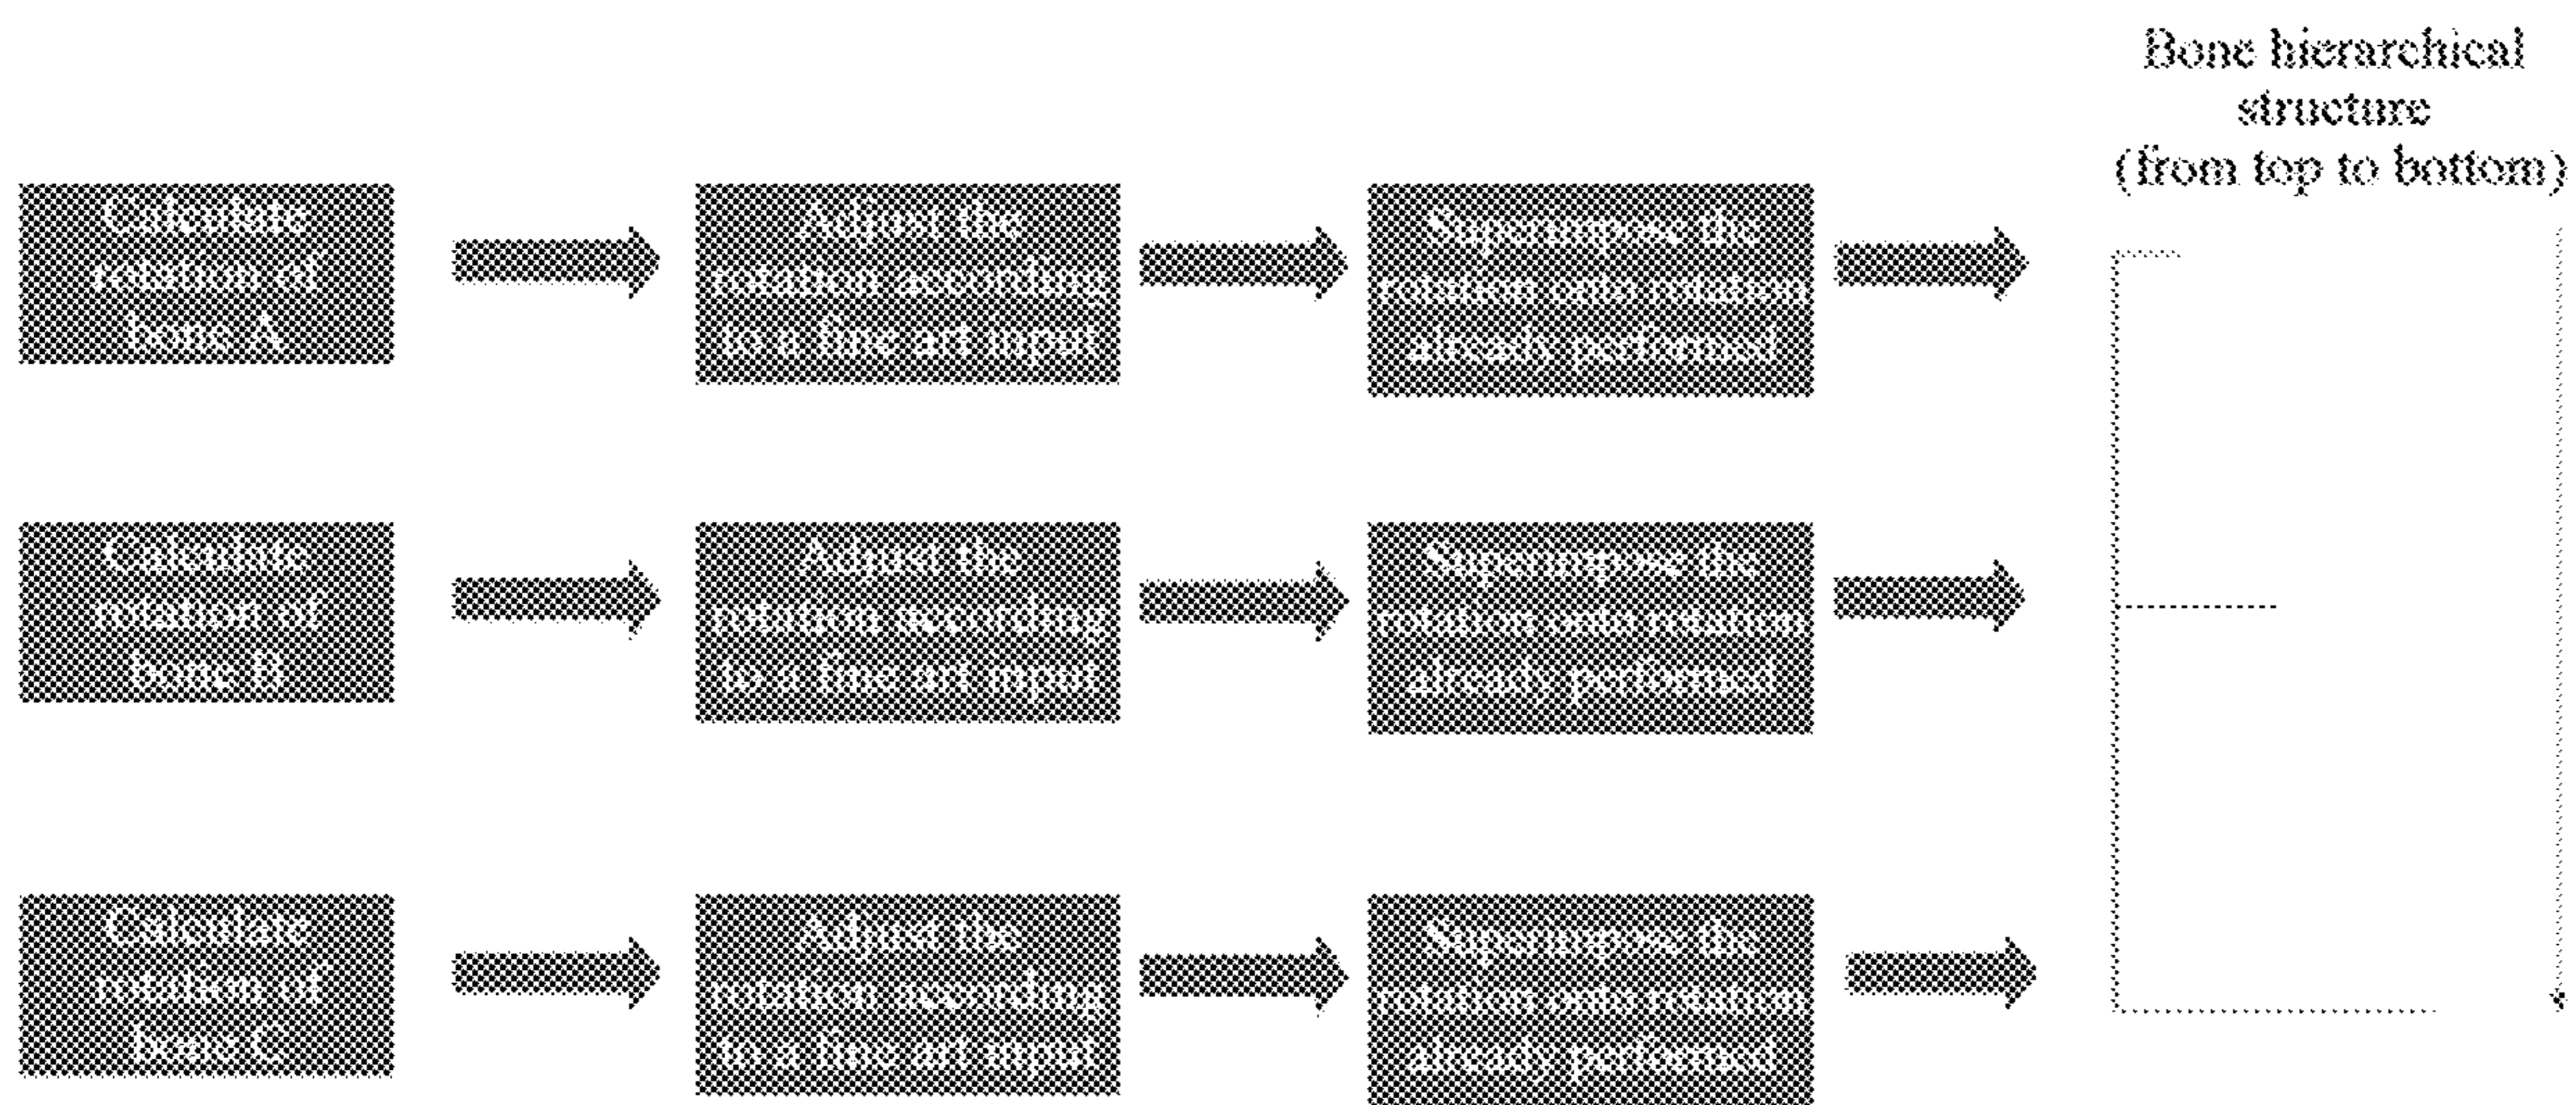 Bone hierarchical
structure
(from top to bottom)
Calculate
rotation of
bone A
Adjust the
rotation according
to a fine art input
Superimpose the
rotation onto rotation
already performed
Calculate
rotation of
bone B
Adjust the
rotation according
to a fine art input
Superimpose the
rotation onto rotation
already performed
Calculate
rotation of
bone C
Adjust the
rotation according
to a fine art input
Superimpose the
rotation onto rotation
already performed